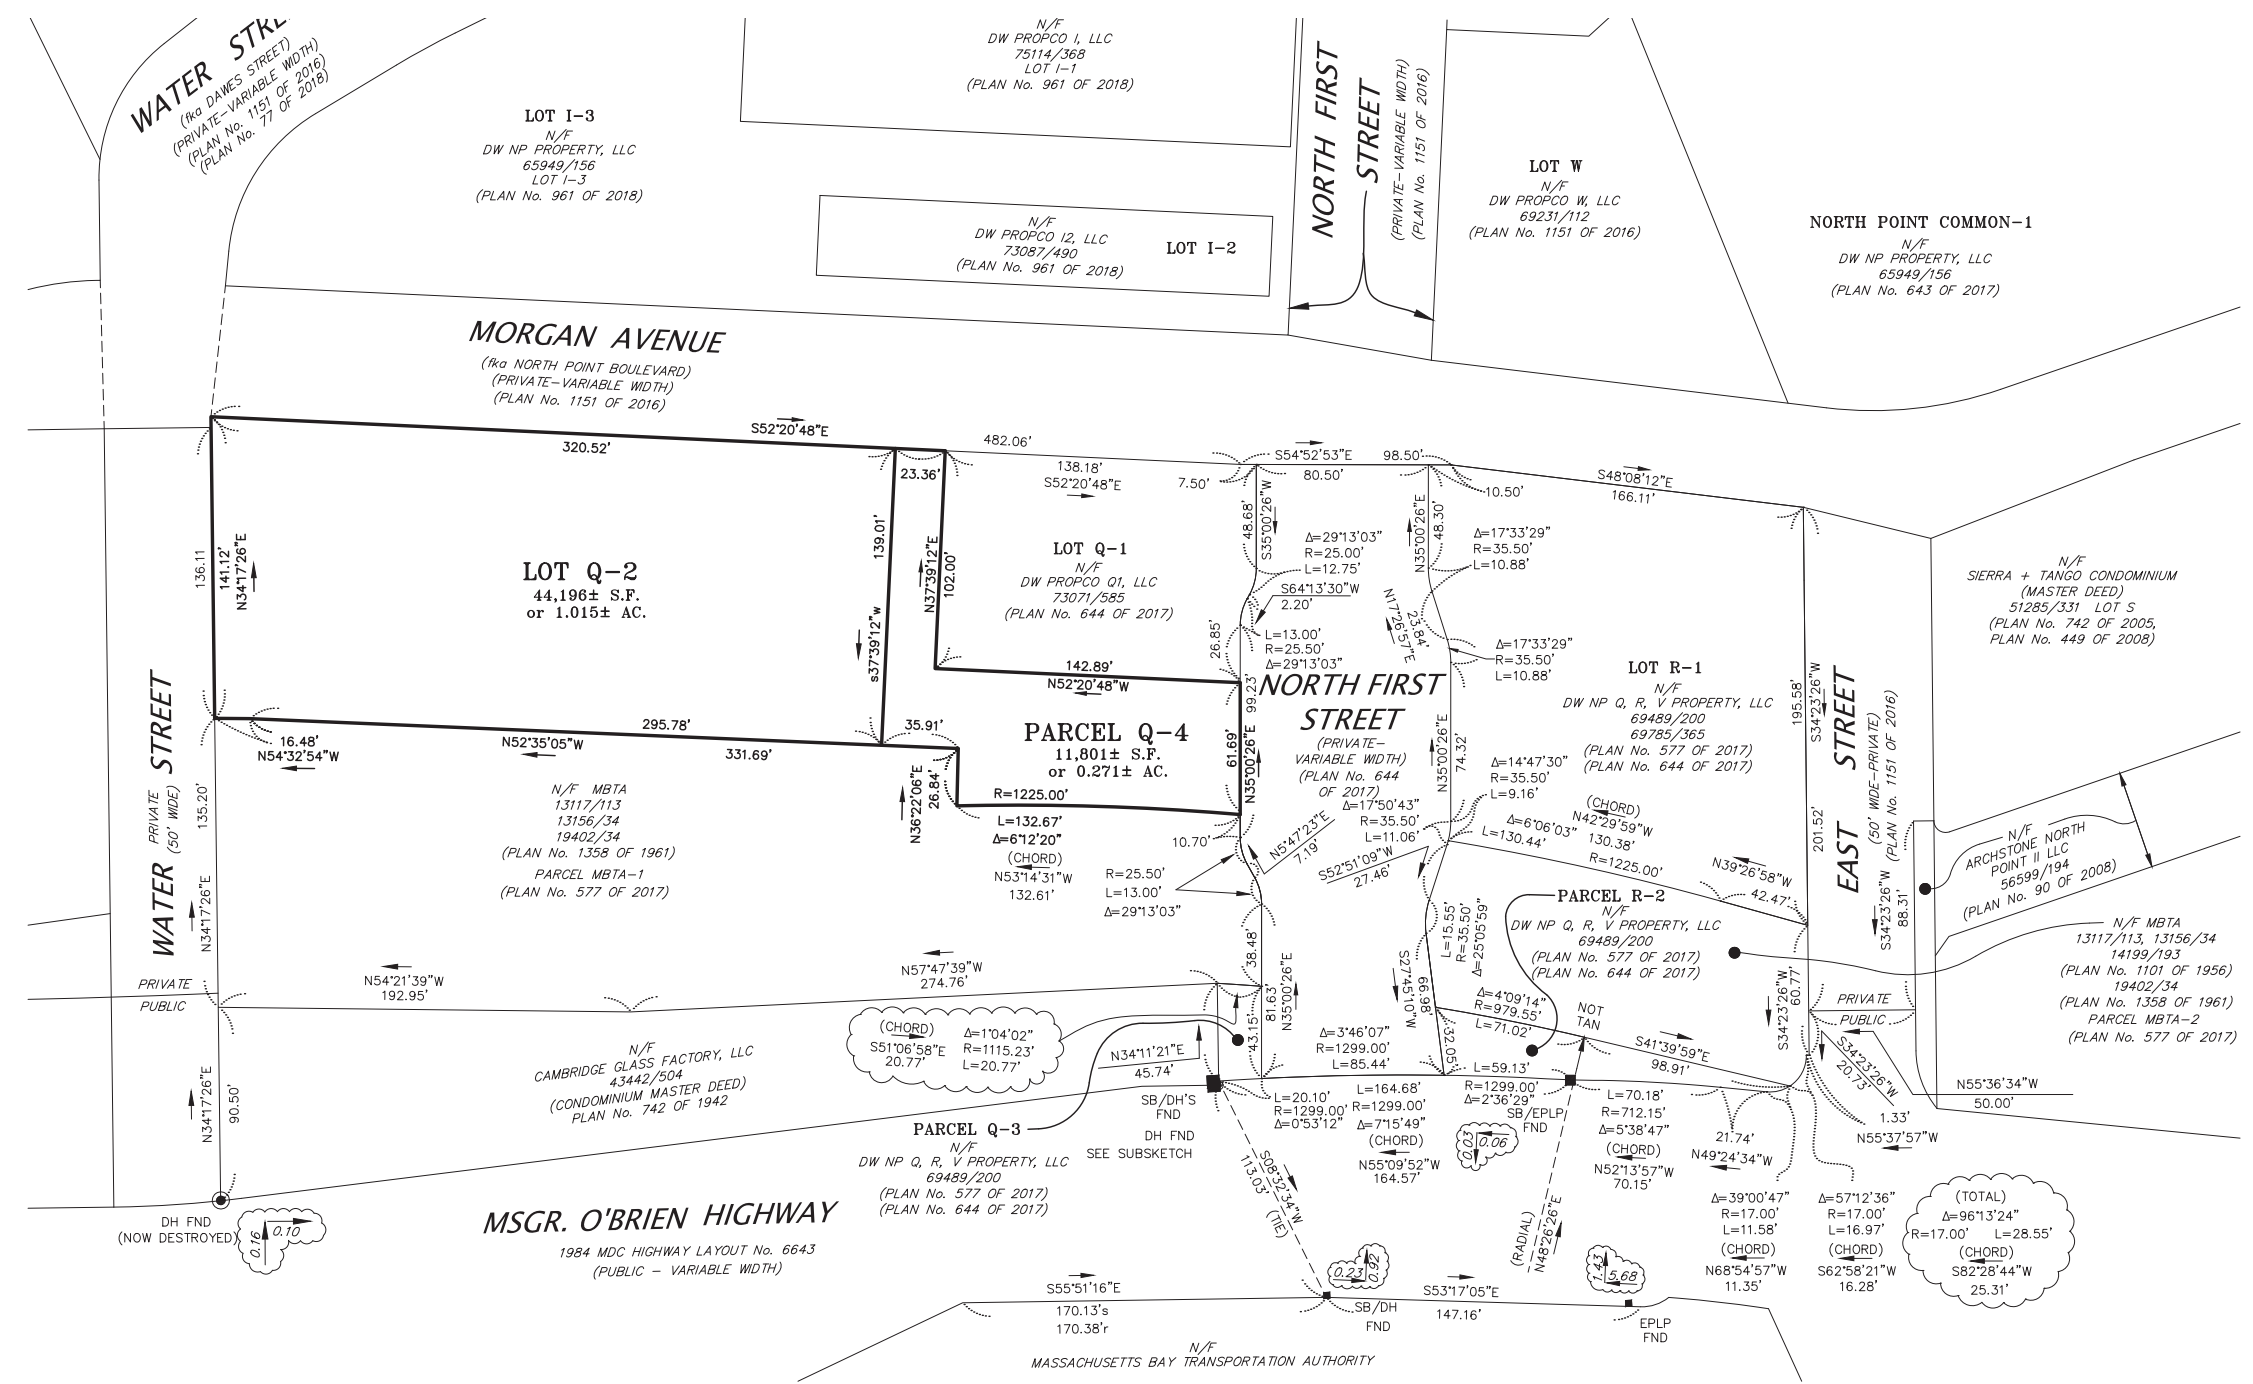 WATER STRE
(fka DAWES STREET)
(PRIVATE-VARIABLE WIDTH)
(PLAN No. 1151 OF 2016)
(PLAN No. 77 OF 2018)
LOT I-3
N/F
DW NP PROPERTY, LLC
65949/156
LOT I-3
(PLAN No. 961 OF 2018)
N/F
DW PROPCO I, LLC
75114/368
LOT I-1
(PLAN No. 961 OF 2018)
N/F
DW PROPCO I2, LLC
73087/490
(PLAN No. 961 OF 2018)
LOT I-2
NORTH FIRST
STREET
(PRIVATE-VARIABLE WIDTH)
(PLAN No. 1151 OF 2016)
LOT W
N/F
DW PROPCO W, LLC
69231/112
(PLAN No. 1151 OF 2016)
NORTH POINT COMMON-1
N/F
DW NP PROPERTY, LLC
65949/156
(PLAN No. 643 OF 2017)
MORGAN AVENUE
(fka NORTH POINT BOULEVARD)
(PRIVATE-VARIABLE WIDTH)
(PLAN No. 1151 OF 2016)
S52°20'48"E
320.52'
482.06'
23.36'
138.18'
S52°20'48"E
7.50'
S54°52'53"E
80.50'
98.50'
10.50'
S48°08'12"E
166.11'
136.11
141.12'
N34°17'26"E
LOT Q-2
44,196± S.F.
or 1.015± AC.
139.01'
s37°39'12"w
N37°39'12"E
102.00'
LOT Q-1
N/F
DW PROPCO Q1, LLC
73071/585
(PLAN No. 644 OF 2017)
48.68'
S35°00'26"W
Δ=29°13'03"
R=25.00'
L=12.75'
S64°13'30"W
2.20'
L=13.00'
R=25.50'
Δ=29°13'03"
26.85'
99.23'
N35°00'26"E
48.30'
Δ=17°33'29"
R=35.50'
L=10.88'
N17°26'57"E
23.84'
Δ=17°33'29"
R=35.50'
L=10.88'
142.89'
N52°20'48"W
NORTH FIRST
STREET
(PRIVATE-
VARIABLE WIDTH)
(PLAN No. 644
OF 2017)
LOT R-1
N/F
DW NP Q, R, V PROPERTY, LLC
69489/200
69785/365
(PLAN No. 577 OF 2017)
(PLAN No. 644 OF 2017)
195.58'
S34°23'26"W
201.52'
EAST STREET
(50' WIDE-PRIVATE)
(PLAN No. 1151 OF 2016)
N/F
SIERRA + TANGO CONDOMINIUM
(MASTER DEED)
51285/331 LOT S
(PLAN No. 742 OF 2005,
PLAN No. 449 OF 2008)
WATER STREET
PRIVATE
(50' WIDE)
16.48'
N54°32'54"W
N52°35'05"W
295.78'
331.69'
35.91'
PARCEL Q-4
11,801± S.F.
or 0.271± AC.
61.69'
N35°00'26"E
N36°22'06"E
26.84'
R=1225.00'
L=132.67'
Δ=6°12'20"
(CHORD)
N53°14'31"W
132.61'
10.70'
R=25.50'
L=13.00'
Δ=29°13'03"
N5°47'23"E
7.19'
Δ=17°50'43"
R=35.50'
L=11.06'
S52°51'09"W
27.46'
N35°00'26"E
74.32'
Δ=14°47'30"
R=35.50'
L=9.16'
(CHORD)
N42°29'59"W
130.38'
Δ=6°06'03"
L=130.44'
R=1225.00'
N39°26'58"W
42.47'
N/F MBTA
13117/113
13156/34
19402/34
(PLAN No. 1358 OF 1961)
PARCEL MBTA-1
(PLAN No. 577 OF 2017)
135.20'
N34°17'26"E
PARCEL R-2
N/F
DW NP Q, R, V PROPERTY, LLC
69489/200
(PLAN No. 577 OF 2017)
(PLAN No. 644 OF 2017)
L=15.55'
R=35.50'
Δ=25°05'59"
S27°45'10"W
66.98'
32.05'
S34°23'26"W
88.31'
N/F
ARCHSTONE NORTH
POINT II LLC
56599/194
(PLAN No. 90 OF 2008)
N/F MBTA
13117/113, 13156/34
14199/193
(PLAN No. 1101 OF 1956)
19402/34
(PLAN No. 1358 OF 1961)
PARCEL MBTA-2
(PLAN No. 577 OF 2017)
PRIVATE
PUBLIC
N54°21'39"W
192.95'
N57°47'39"W
274.76'
38.48'
81.63'
43.15'
N35°00'26"E
(CHORD)
S51°06'58"E
20.77'
Δ=1°04'02"
R=1115.23'
L=20.77'
N34°11'21"E
45.74'
Δ=3°46'07"
R=1299.00'
L=85.44'
Δ=4°09'14"
R=979.55'
L=71.02'
NOT
TAN
S41°39'59"E
98.91'
S34°23'26"W
60.77'
PRIVATE
PUBLIC
S34°23'26"W
20.73'
N55°36'34"W
50.00'
1.33'
N55°37'57"W
N/F
CAMBRIDGE GLASS FACTORY, LLC
43442/504
(CONDOMINIUM MASTER DEED)
PLAN No. 742 OF 1942
N34°17'26"E
90.50'
SB/DH'S
FND
DH FND
SEE SUBSKETCH
PARCEL Q-3
N/F
DW NP Q, R, V PROPERTY, LLC
69489/200
(PLAN No. 577 OF 2017)
(PLAN No. 644 OF 2017)
L=20.10'
R=1299.00'
Δ=0°53'12"
L=164.68'
R=1299.00'
Δ=7°15'49"
(CHORD)
N55°09'52"W
164.57'
L=59.13'
R=1299.00'
Δ=2°36'29"
SB/EPLP
FND
0.03
0.06
L=70.18'
R=712.15'
Δ=5°38'47"
(CHORD)
N52°13'57"W
70.15'
21.74'
N49°24'34"W
S08°32'34"W
113.03' (TIE)
(RADIAL)
N48°26'26"E
Δ=39°00'47"
R=17.00'
L=11.58'
(CHORD)
N68°54'57"W
11.35'
Δ=57°12'36"
R=17.00'
L=16.97'
(CHORD)
S62°58'21"W
16.28'
(TOTAL)
Δ=96°13'24"
R=17.00' L=28.55'
(CHORD)
S82°28'44"W
25.31'
DH FND
(NOW DESTROYED)
0.16
0.10
MSGR. O'BRIEN HIGHWAY
1984 MDC HIGHWAY LAYOUT No. 6643
(PUBLIC - VARIABLE WIDTH)
S55°51'16"E
170.13's
170.38'r
0.23
0.92
SB/DH
FND
S53°17'05"E
147.16'
1.43
5.68
EPLP
FND
N/F
MASSACHUSETTS BAY TRANSPORTATION AUTHORITY